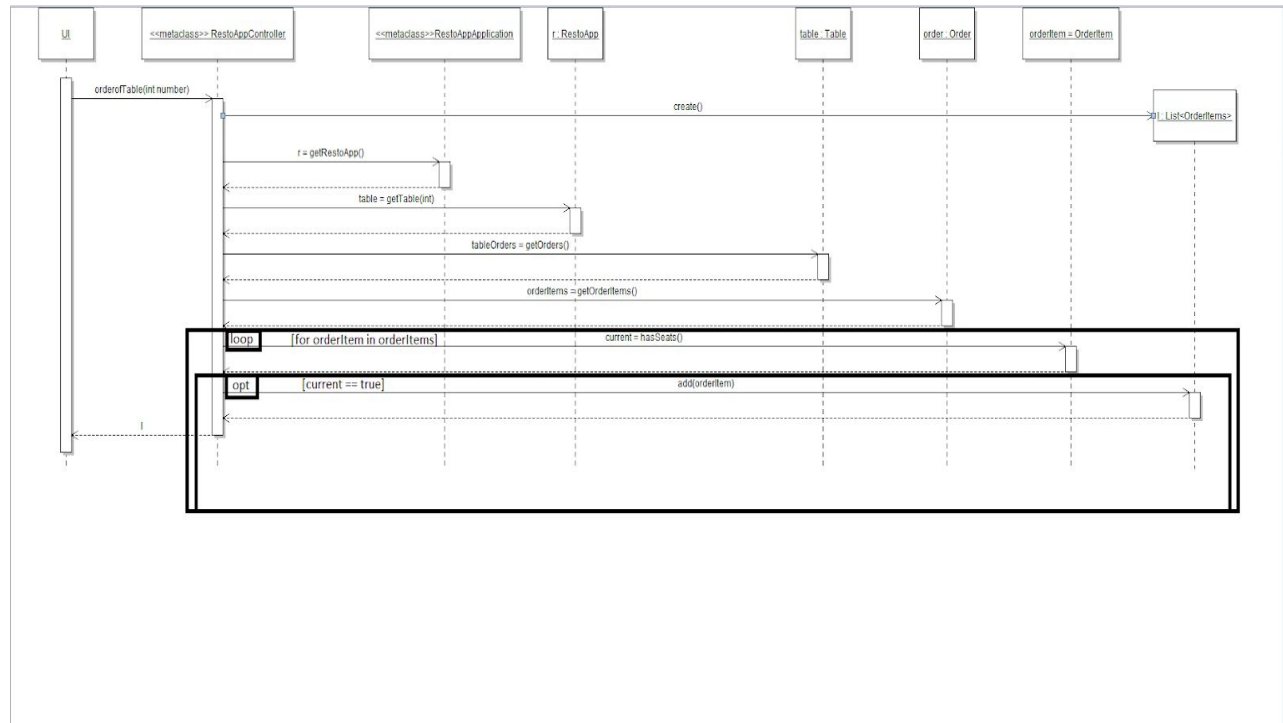 UI
<<metaclass>> RestoAppController
<<metaclass>>RestoAppApplication
r : RestoApp
table : Table
order : Order
orderItem = OrderItem
orderofTable(int number)
create()
l : List<OrderItems>
r = getRestoApp()
table = getTable(int)
tableOrders = getOrders()
orderItems = getOrderItems()
loop [for orderItem in orderItems] current = hasSeats()
opt [current == true] add(orderItem)
l